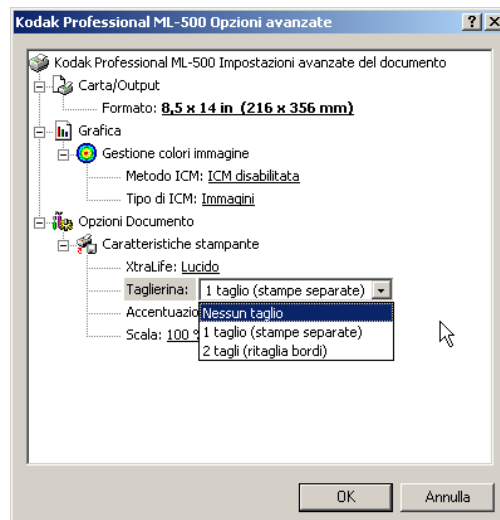 Kodak Professional ML-500 Opzioni avanzate
Kodak Professional ML-500 Impostazioni avanzate del documento
Carta/Output
Formato: 8,5 x 14 in (216 x 356 mm)
Grafica
Gestione colori immagine
Metodo ICM: ICM disabilitata
Tipo di ICM: Immagini
Opzioni Documento
Caratteristiche stampante
XtraLife: Lucido
Taglierina: 1 taglio (stampe separate)
Nessun taglio
1 taglio (stampe separate)
Scala: 100
2 tagli (ritaglia bordi)
OK Annulla